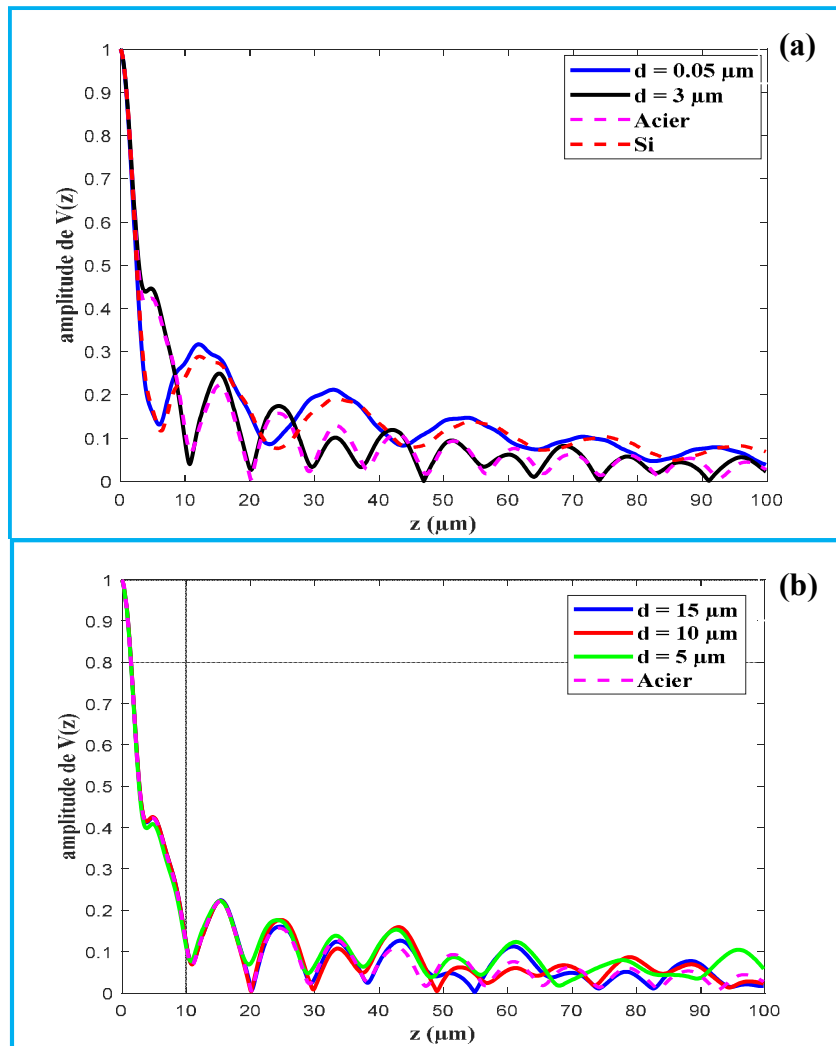 (a)
d = 0.05 µm
d = 3 µm
Acier
Si
1
0.9
0.8
0.7
0.6
0.5
0.4
0.3
0.2
0.1
0
amplitude de V(z)
0 10 20 30 40 50 60 70 80 90 100
z (µm)
(b)
d = 15 µm
d = 10 µm
d = 5 µm
Acier
1
0.9
0.8
0.7
0.6
0.5
0.4
0.3
0.2
0.1
0
amplitude de V(z)
0 10 20 30 40 50 60 70 80 90 100
z (µm)